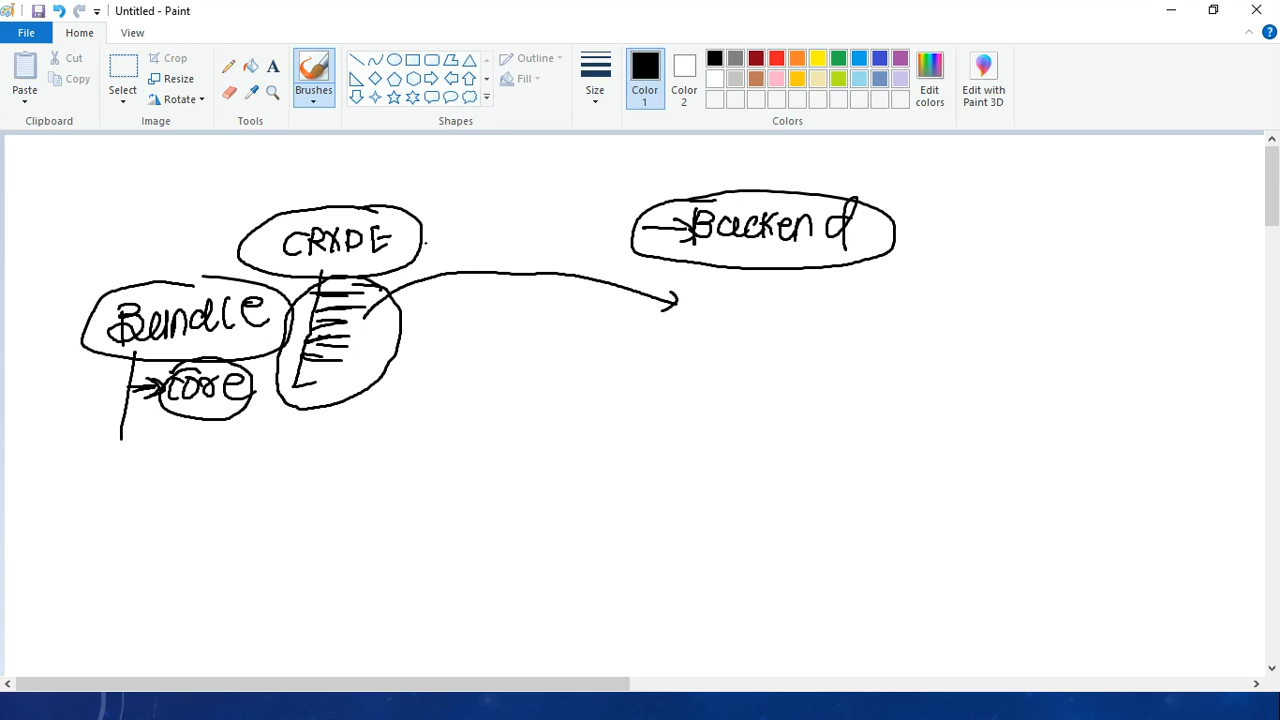 Untitled - Paint
File
Home
View
Paste
Cut
Copy
Clipboard
Select
Crop
Resize
Rotate
Image
Tools
Brushes
Shapes
Outline
Fill
Size
Color 1
Color 2
Edit colors
Edit with Paint 3D
Colors
CRXDE
Backend
Bundle
core